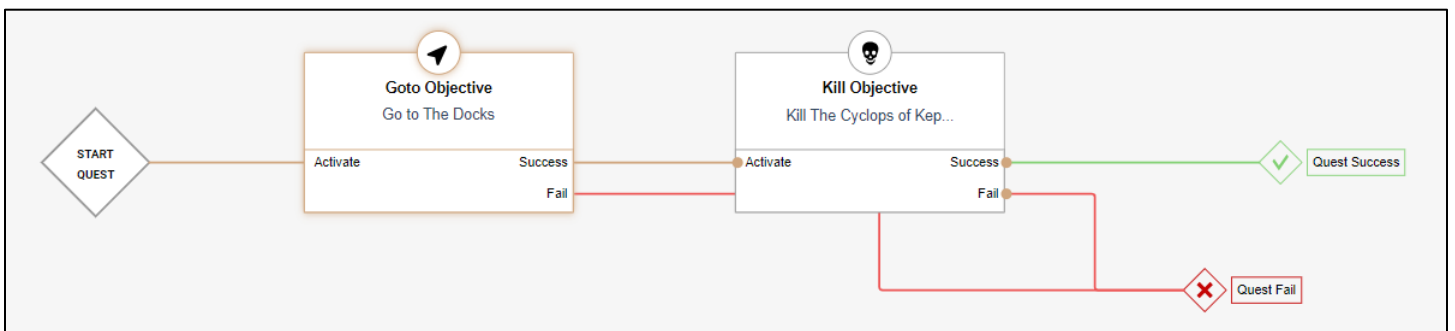 START
QUEST
Goto Objective
Go to The Docks
Activate
Success
Fail
Kill Objective
Kill The Cyclops of Kep...
Activate
Success
Fail
Quest Success
Quest Fail